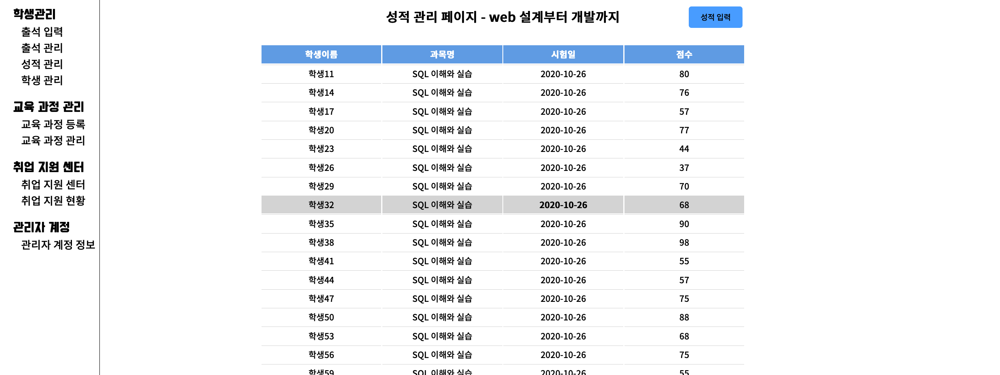 학생관리
출석 입력
출석 관리
성적 관리
학생 관리
교육 과정 관리
교육 과정 등록
교육 과정 관리
취업 지원 센터
취업 지원 센터
취업 지원 현황
관리자 계정
관리자 계정 정보
성적 관리 페이지 - web 설계부터 개발까지
성적 입력
학생이름 과목명 시험일 점수
학생11 SQL 이해와 실습 2020-10-26 80
학생14 SQL 이해와 실습 2020-10-26 76
학생17 SQL 이해와 실습 2020-10-26 57
학생20 SQL 이해와 실습 2020-10-26 77
학생23 SQL 이해와 실습 2020-10-26 44
학생26 SQL 이해와 실습 2020-10-26 37
학생29 SQL 이해와 실습 2020-10-26 70
학생32 SQL 이해와 실습 2020-10-26 68
학생35 SQL 이해와 실습 2020-10-26 90
학생38 SQL 이해와 실습 2020-10-26 98
학생41 SQL 이해와 실습 2020-10-26 55
학생44 SQL 이해와 실습 2020-10-26 57
학생47 SQL 이해와 실습 2020-10-26 75
학생50 SQL 이해와 실습 2020-10-26 88
학생53 SQL 이해와 실습 2020-10-26 68
학생56 SQL 이해와 실습 2020-10-26 75
학생59 SQL 이해와 실습 2020-10-26 55